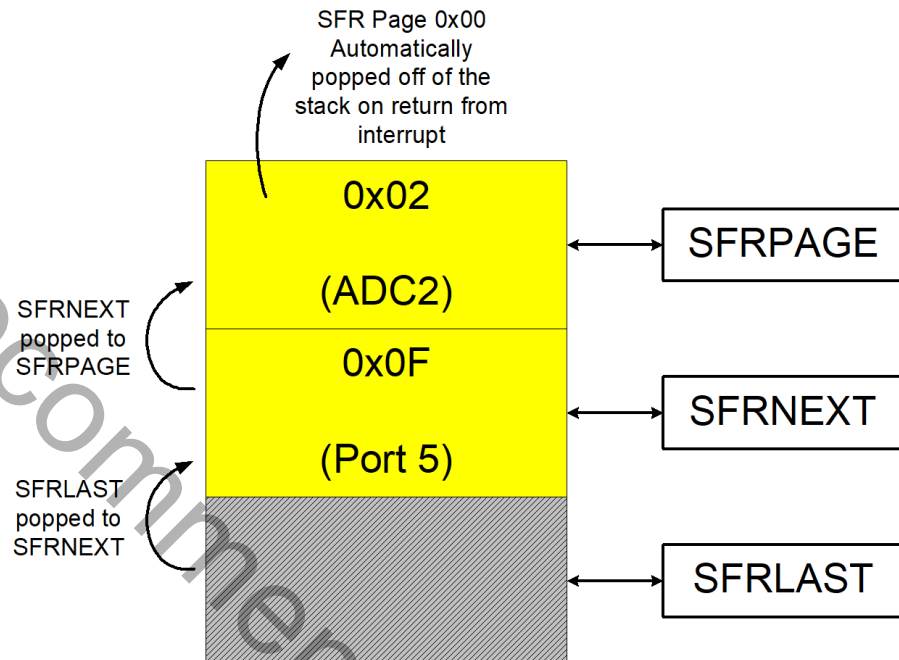 SFR Page 0x00
Automatically
popped off of the
stack on return from
interrupt
0x02
(ADC2)
SFRPAGE
SFRNEXT
popped to
SFRPAGE
0x0F
(Port 5)
SFRNEXT
SFRLAST
popped to
SFRNEXT
SFRLAST